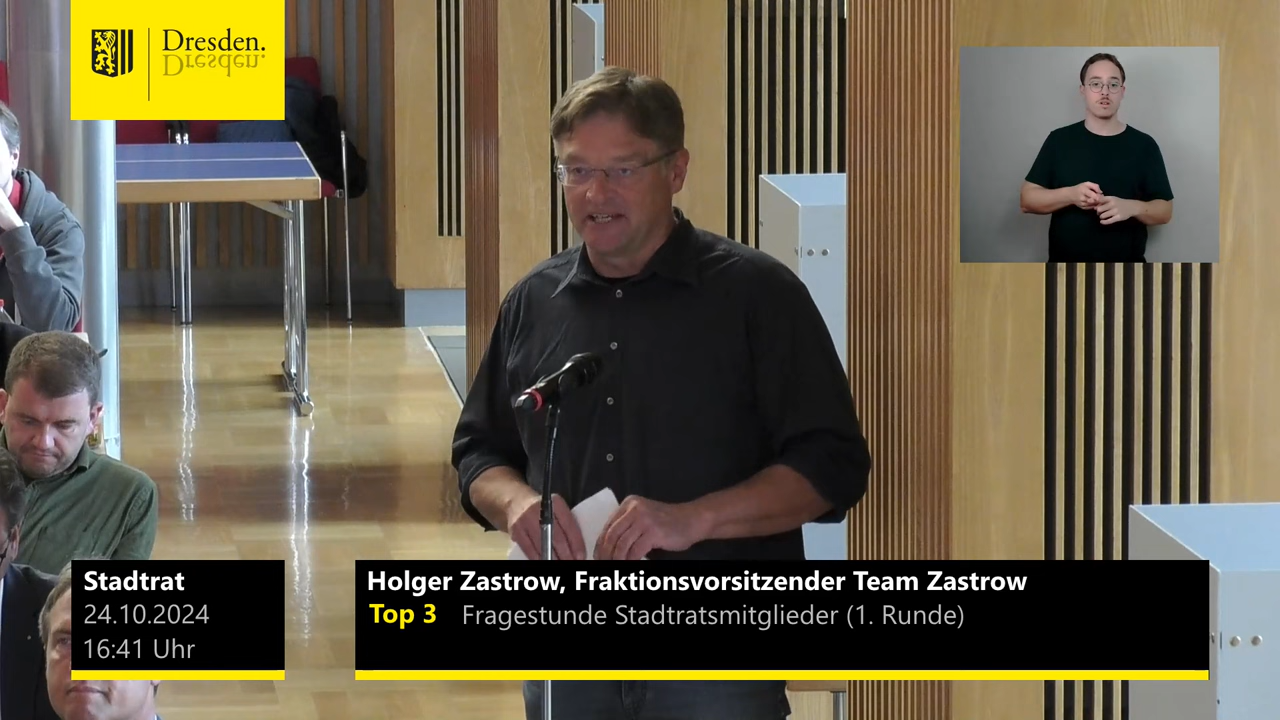 Dresden.
Dresden.
Stadtrat
24.10.2024
16:41 Uhr
Holger Zastrow, Fraktionsvorsitzender Team Zastrow
Top 3 Fragestunde Stadtratsmitglieder (1. Runde)